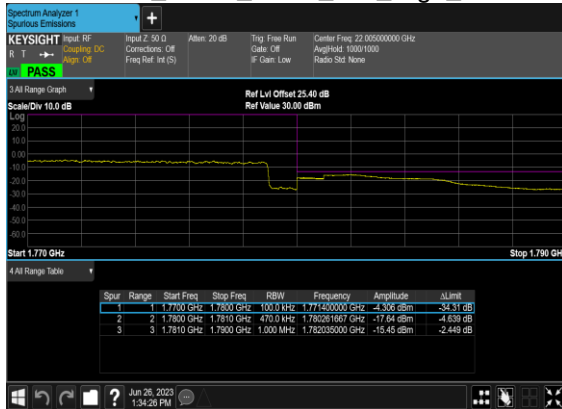 Spectrum Analyzer 1
Spurious Emissions
+
KEYSIGHT Input: RF Input Z: 50 Ω Atten: 20 dB Trig: Free Run Center Freq: 22.005000000 GHz
R T Coupling: DC Corrections: Off Gate: Off Avg|Hold: 1000/1000
Align: Off Freq Ref: Int (S) IF Gain: Low Radio Std: None
PASS
3 All Range Graph Ref Lvl Offset 25.40 dB
Scale/Div 10.0 dB Ref Value 30.00 dBm
Log
20.0
10.0
0.00
-10.0
-20.0
-30.0
-40.0
-50.0
-60.0
Start 1.770 GHz Stop 1.790 GH
4 All Range Table
Spur Range Start Freq Stop Freq RBW Frequency Amplitude ΔLimit
1 1 1.7700 GHz 1.7800 GHz 100.0 kHz 1.771400000 GHz -4.306 dBm -34.31 dB
2 2 1.7800 GHz 1.7810 GHz 470.0 kHz 1.780261667 GHz -17.64 dBm -4.639 dB
3 3 1.7810 GHz 1.7900 GHz 1.000 MHz 1.782035000 GHz -15.45 dBm -2.449 dB
? Jun 26, 2023
1:34:26 PM